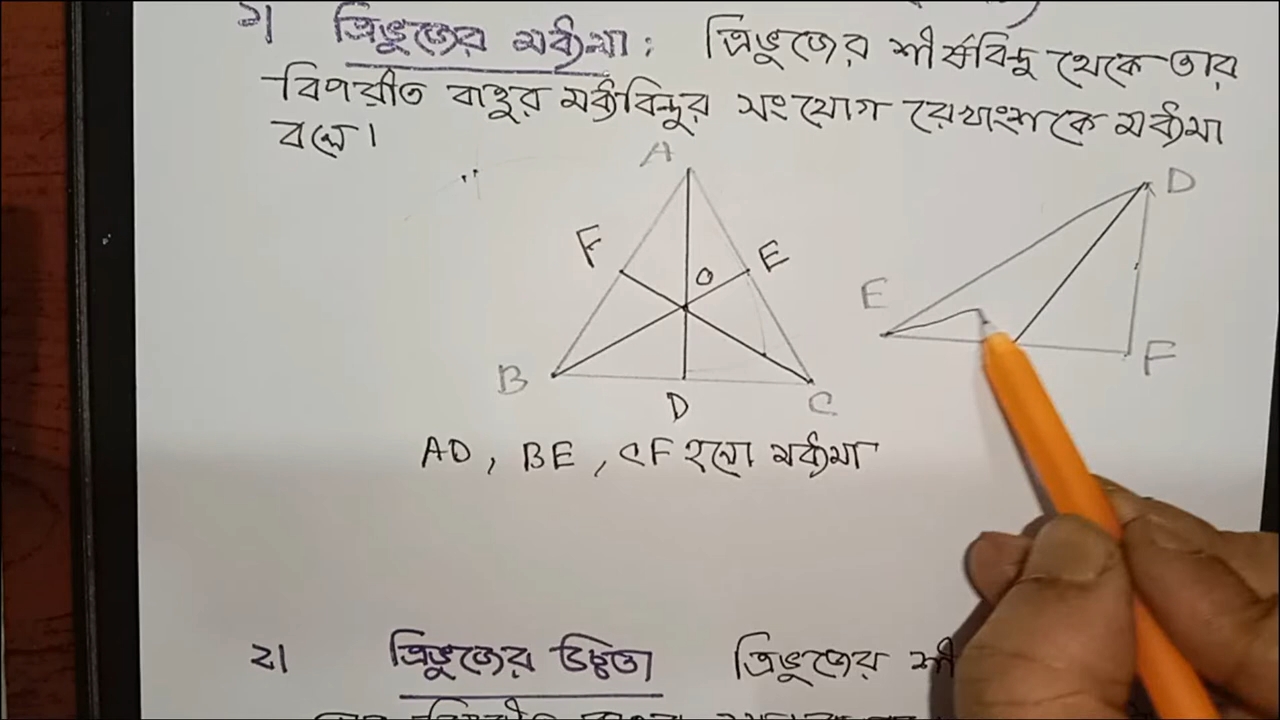 ১। ত্রিভুজের মধ্যমা: ত্রিভুজের শীর্ষবিন্দু থেকে তার
বিপরীত বাহুর মধ্যবিন্দুর সংযোগ রেখাংশকে মধ্যমা
বলে।
A
D
F
E
O
E
B
D
C
F
AD, BE, CF হলো মধ্যমা
২। ত্রিভুজের উচ্চতা ত্রিভুজের